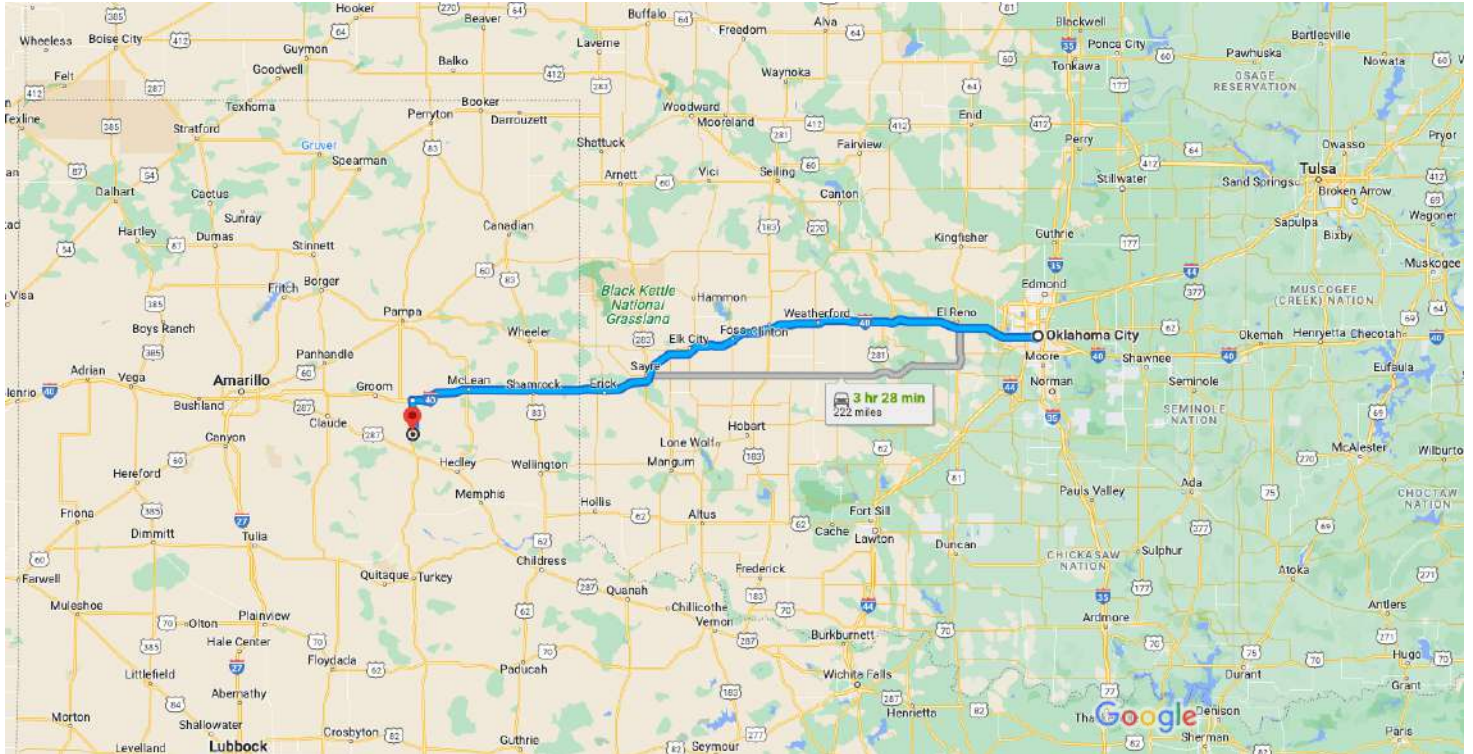 Hooker
Beaver
Buffalo
Alva
Blackwell
Bartlesville
Wheeless
Boise City
Guymon
Laverne
Freedom
Ponca City
Pawhuska
Nowata
Goodwell
Balko
Tonkawa
Felt
Waynoka
OSAGE
RESERVATION
Texhoma
Booker
Perryton
Darrouzett
Woodward
Mooreland
Enid
Stratford
Gruver
Spearman
Shattuck
Fairview
Perry
Pryor
Owasso
Tulsa
Dalhart
Cactus
Arnett
Vici
Seiling
Stillwater
Sand Springs
Broken Arrow
Sunray
Canton
Wagoner
Hartley
Dumas
Canadian
Kingfisher
Guthrie
Sapulpa
Bixby
Stinnett
Muskogee
Fritch
Borger
Edmond
Black Kettle
National
Grassland
Hammon
MUSCOGEE
(CREEK) NATION
Boys Ranch
Pampa
Wheeler
Weatherford
El Reno
Foss
Clinton
Elk City
Oklahoma City
Okemah
Henryetta
Checotah
Panhandle
Sayre
Moore
Shawnee
Adrian
Vega
Amarillo
Groom
McLean
Shamrock
Erick
Norman
Seminole
Eufaula
Bushland
Claude
3 hr 28 min
222 miles
SEMINOLE
NATION
Canyon
Hobart
Lone Wolf
McAlester
Hereford
Hedley
Wellington
Mangum
Memphis
Pauls Valley
Ada
CHOCTAW
NATION
Friona
Hollis
Altus
Cache
Fort Sill
Lawton
Dimmitt
Tulia
Duncan
Childress
CHICKASAW
NATION
Sulphur
Farwell
Quitaque
Turkey
Frederick
Atoka
Muleshoe
Quanah
Chillicothe
Vernon
Antlers
Olton
Plainview
Ardmore
Hale Center
Burkburnett
Floydada
Paducah
Hugo
Littlefield
Wichita Falls
Durant
Grant
Abernathy
Henrietta
Morton
Shallowater
Google
Denison
Levelland
Lubbock
Crosbyton
Guthrie
Seymour
Sherman
Paris